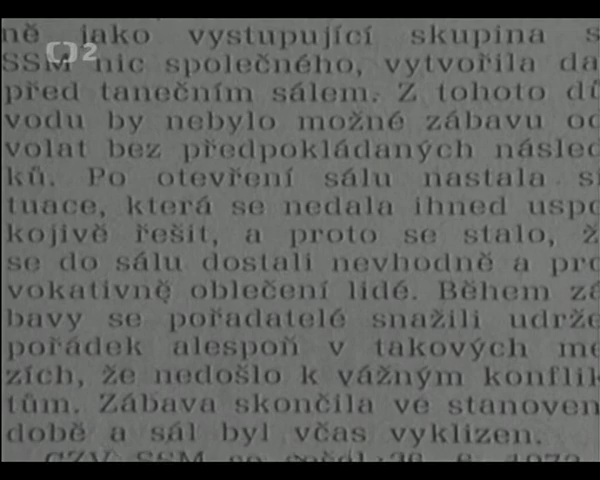 ně jako vystupující skupina s
SSM nic společného, vytvořila da
před tanečním sálem. Z tohoto dů
vodu by nebylo možné zábavu od
volat bez předpokládaných násled
ků. Po otevření sálu nastala si
tuace, která se nedala ihned uspo
kojivě řešit, a proto se stalo, ž
se do sálu dostali nevhodně a pro
vokativně oblečení lidé. Během zá
bavy se pořadatelé snažili udrže
pořádek alespoň v takových me
zích, že nedošlo k vážným konflik
tům. Zábava skončila ve stanoven
době a sál byl včas vyklizen.
CZV SSM se
2